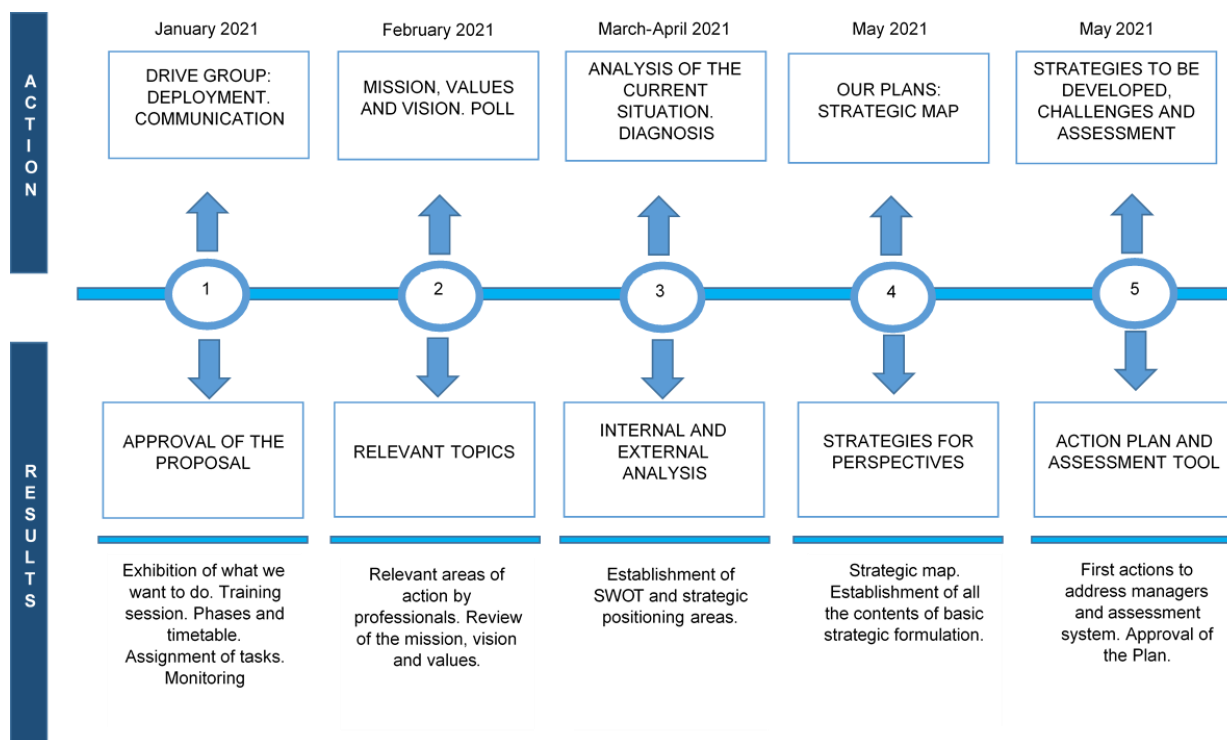 January 2021
February 2021
March-April 2021
May 2021
May 2021
ACTION
DRIVE GROUP:
DEPLOYMENT.
COMMUNICATION
MISSION, VALUES
AND VISION. POLL
ANALYSIS OF THE
CURRENT
SITUATION.
DIAGNOSIS
OUR PLANS:
STRATEGIC MAP
STRATEGIES TO BE
DEVELOPED,
CHALLENGES AND
ASSESSMENT
1
2
3
4
5
RESULTS
APPROVAL OF THE
PROPOSAL
RELEVANT TOPICS
INTERNAL AND
EXTERNAL
ANALYSIS
STRATEGIES FOR
PERSPECTIVES
ACTION PLAN AND
ASSESSMENT TOOL
Exhibition of what we
want to do. Training
session. Phases and
timetable.
Assignment of tasks.
Monitoring
Relevant areas of
action by
professionals. Review
of the mission, vision
and values.
Establishment of
SWOT and strategic
positioning areas.
Strategic map.
Establishment of all
the contents of basic
strategic formulation.
First actions to
address managers
and assessment
system. Approval of
the Plan.